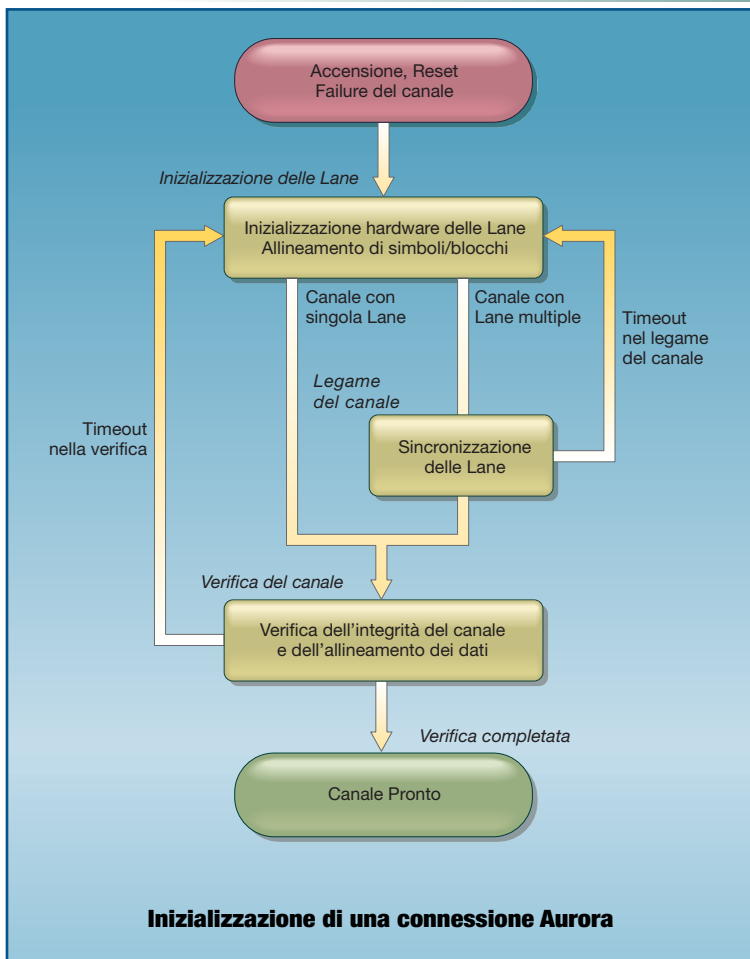 Accensione, Reset
Failure del canale
Inizializzazione delle Lane
Inizializzazione hardware delle Lane
Allineamento di simboli/blocchi
Canale con
singola Lane
Canale con
Lane multiple
Timeout
nel legame
del canale
Legame
del canale
Timeout
nella verifica
Sincronizzazione
delle Lane
Verifica del canale
Verifica dell'integrità del canale
e dell'allineamento dei dati
Verifica completata
Canale Pronto
Inizializzazione di una connessione Aurora